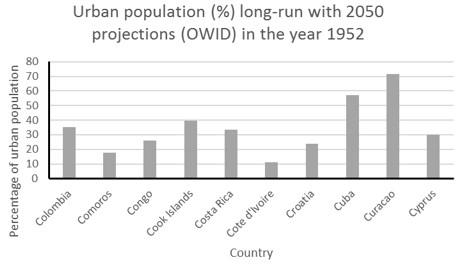 Urban population (%) long-run with 2050
projections (OWID) in the year 1952
Percentage of urban population
80
70
60
50
40
30
20
10
0
Colombia
Comoros
Congo
Cook Islands
Costa Rica
Cote d'Ivoire
Croatia
Cuba
Curacao
Cyprus
Country